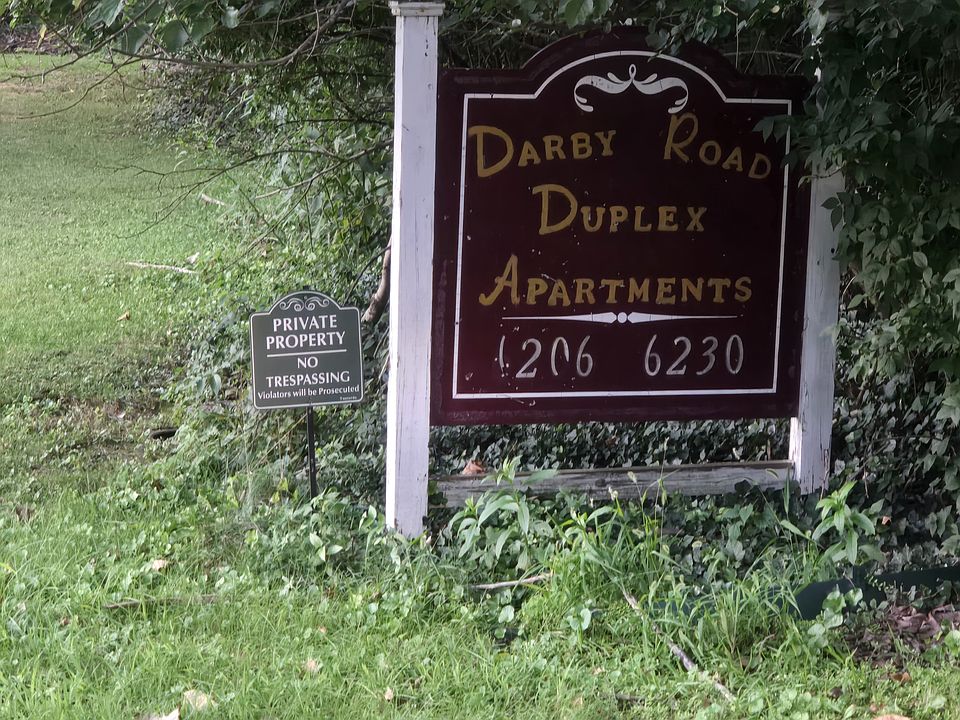 DARBY ROAD
DUPLEX
APARTMENTS
1206 6230
PRIVATE
PROPERTY
NO
TRESPASSING
Violators will be Prosecuted